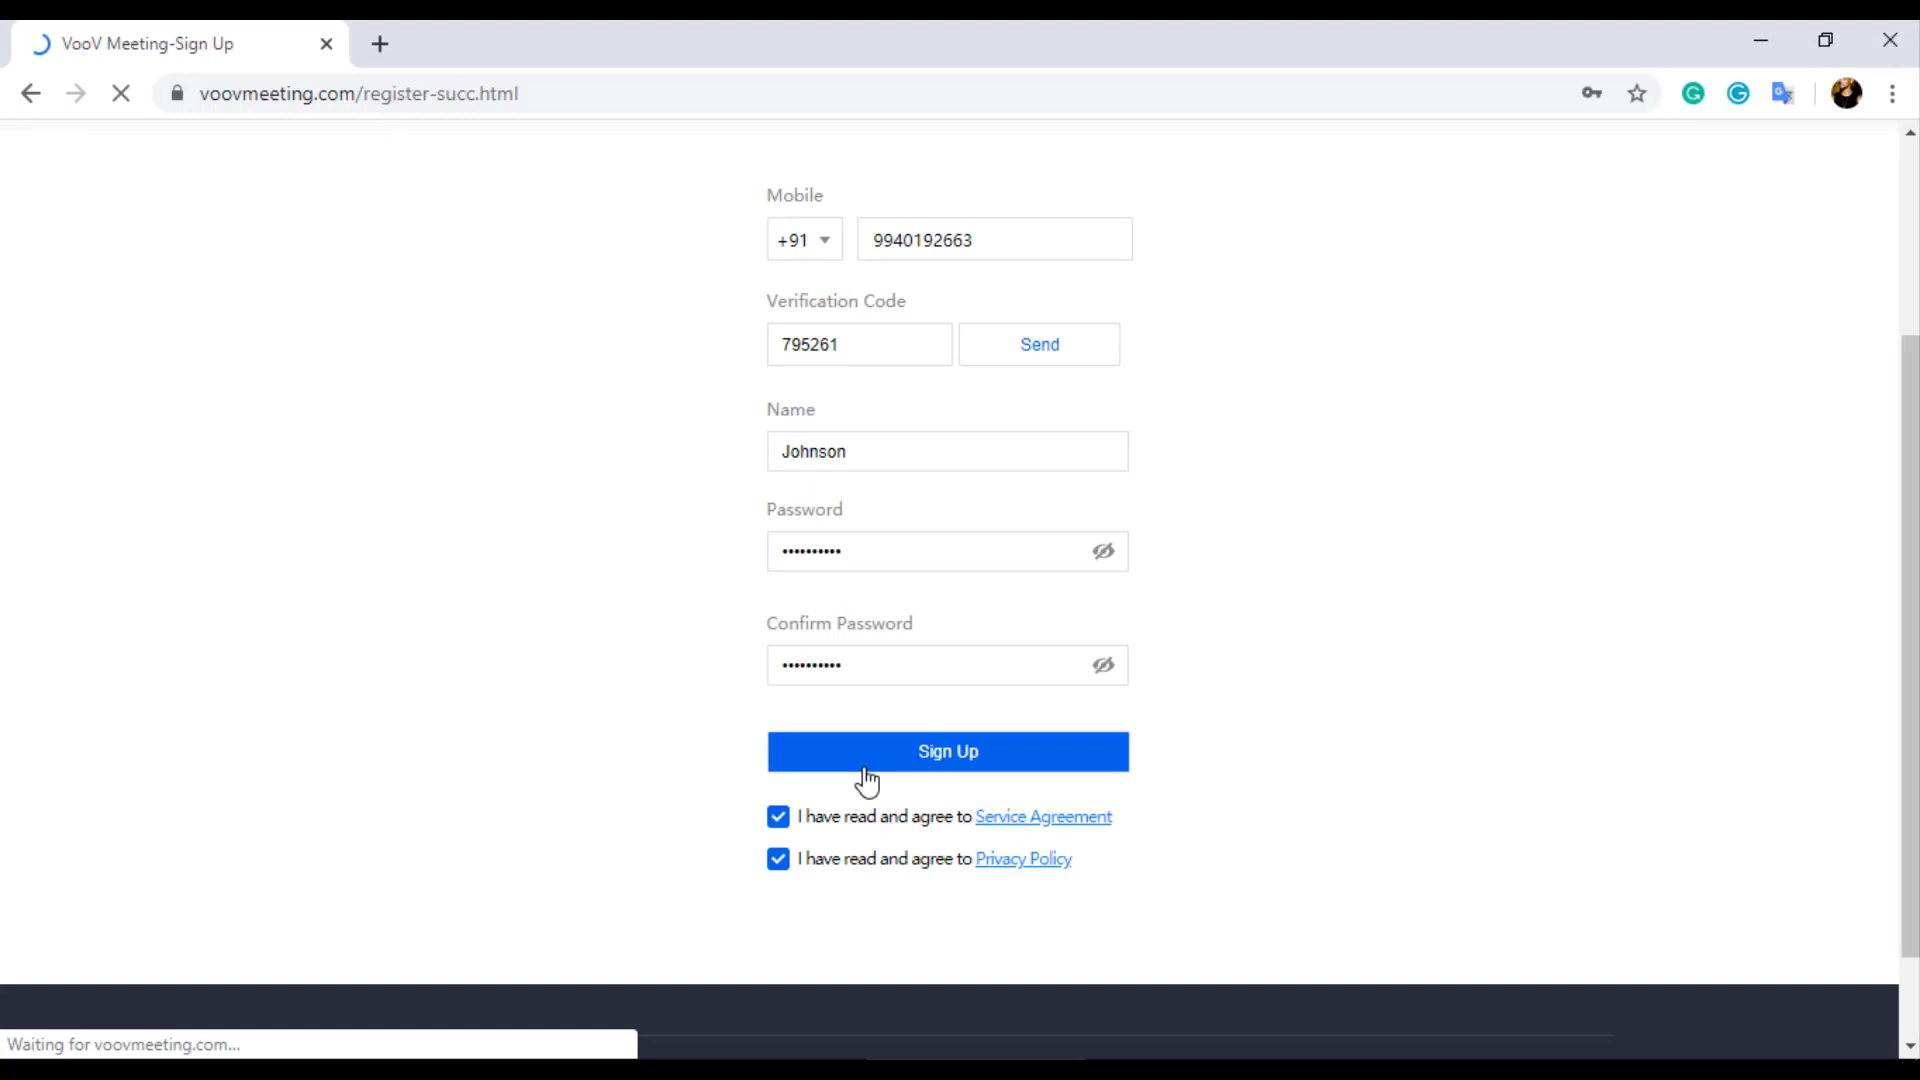 VooV Meeting-Sign Up
voovmeeting.com/register-succ.html
Mobile
+91 9940192663
Verification Code
795261 Send
Name
Johnson
Password
••••••••••
Confirm Password
••••••••••
Sign Up
I have read and agree to Service Agreement
I have read and agree to Privacy Policy
Waiting for voovmeeting.com...